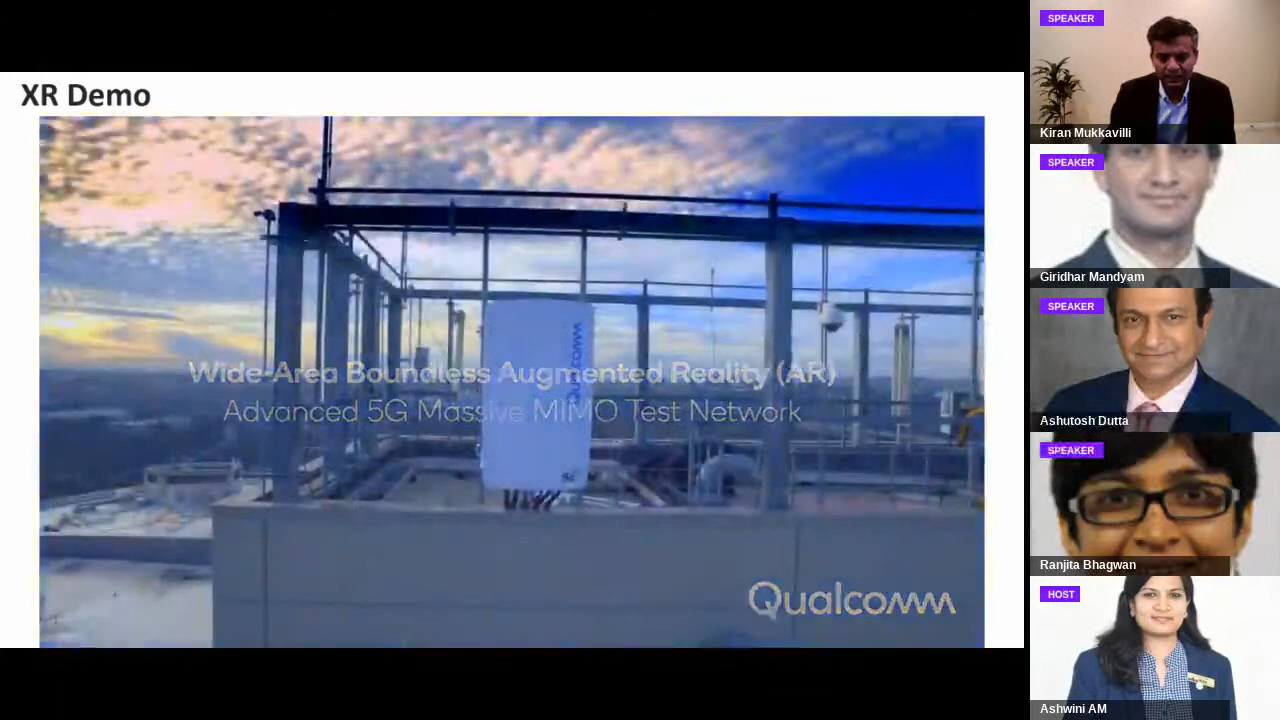 XR Demo
QUALCOMM
Wide-Area Boundless Augmented Reality (AR)
Advanced 5G Massive MIMO Test Network
Qualcomm
SPEAKER
Kiran Mukkavilli
SPEAKER
Giridhar Mandyam
SPEAKER
Ashutosh Dutta
SPEAKER
Ranjita Bhagwan
HOST
Ashwini AM